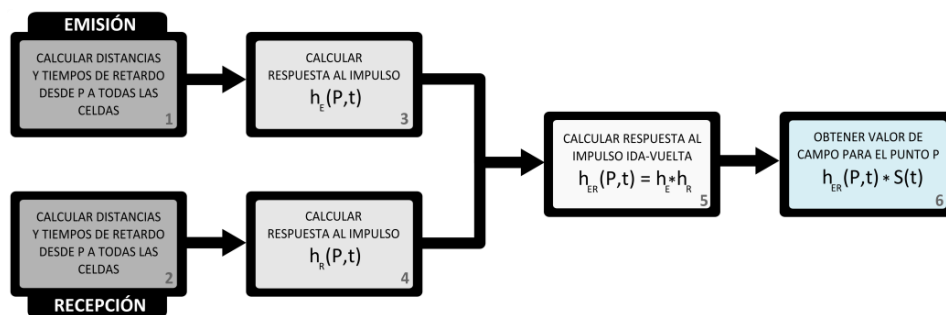 EMISIÓN
CALCULAR DISTANCIAS
Y TIEMPOS DE RETARDO
DESDE P A TODAS LAS
CELDAS
1
CALCULAR
RESPUESTA AL IMPULSO
h_E(P,t)
3
CALCULAR DISTANCIAS
Y TIEMPOS DE RETARDO
DESDE P A TODAS LAS
CELDAS
2
RECEPCIÓN
CALCULAR
RESPUESTA AL IMPULSO
h_R(P,t)
4
CALCULAR RESPUESTA AL
IMPULSO IDA-VUELTA
h_ER(P,t) = h_E*h_R
5
OBTENER VALOR DE
CAMPO PARA EL PUNTO P
h_ER(P,t) * S(t)
6